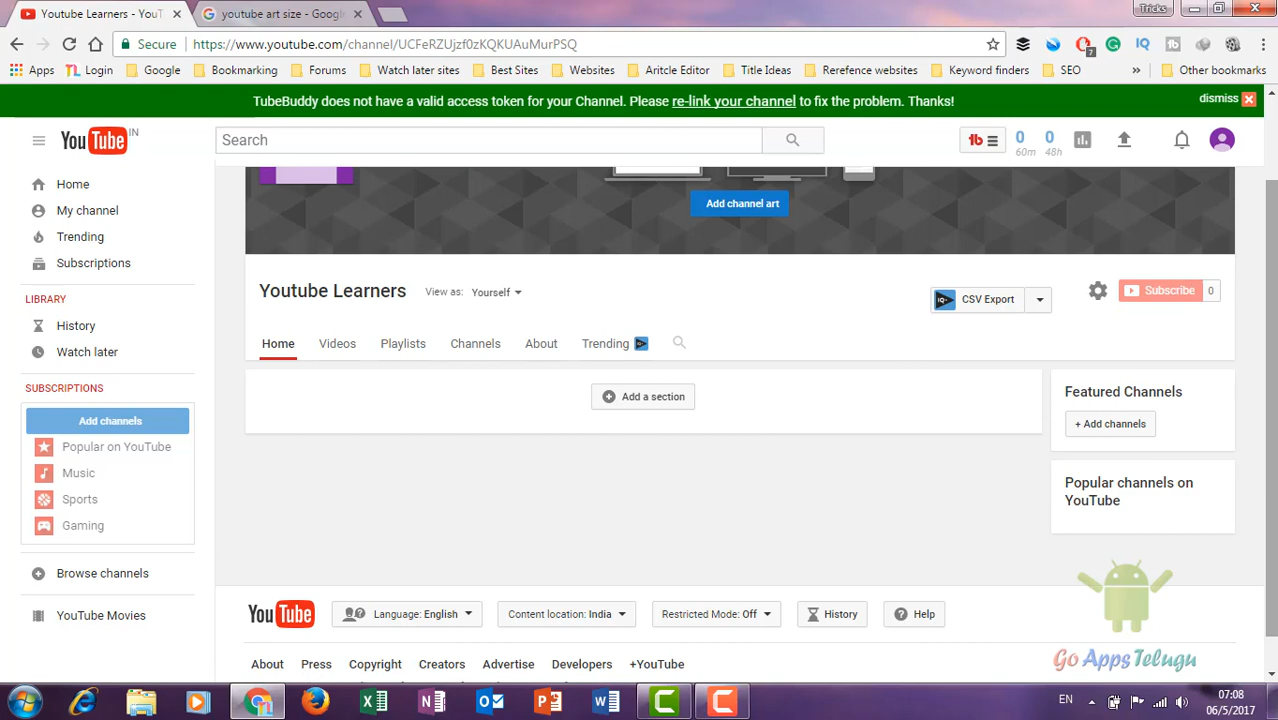 Youtube Learners - YouT
youtube art size - Googl
Tricks
Secure
https://www.youtube.com/channel/UCFeRZUjzf0zKQKUAuMurPSQ
7
Apps
Login
Google
Bookmarking
Forums
Watch later sites
Best Sites
Websites
Aritcle Editor
Title Ideas
Rerefence websites
Keyword finders
SEO
»
Other bookmarks
TubeBuddy does not have a valid access token for your Channel. Please re-link your channel to fix the problem. Thanks!
dismiss
YouTube IN
Search
tb
0 60m
0 48h
Home
My channel
Trending
Subscriptions
LIBRARY
History
Watch later
SUBSCRIPTIONS
Add channels
Popular on YouTube
Music
Sports
Gaming
Browse channels
YouTube Movies
Add channel art
Youtube Learners
View as: Yourself
IQ CSV Export
Subscribe 0
Home Videos Playlists Channels About Trending
Add a section
Featured Channels
+ Add channels
Popular channels on
YouTube
YouTube
Language: English
Content location: India
Restricted Mode: Off
History
Help
About Press Copyright Creators Advertise Developers +YouTube
Go Apps Telugu
EN
07:08
06/5/2017